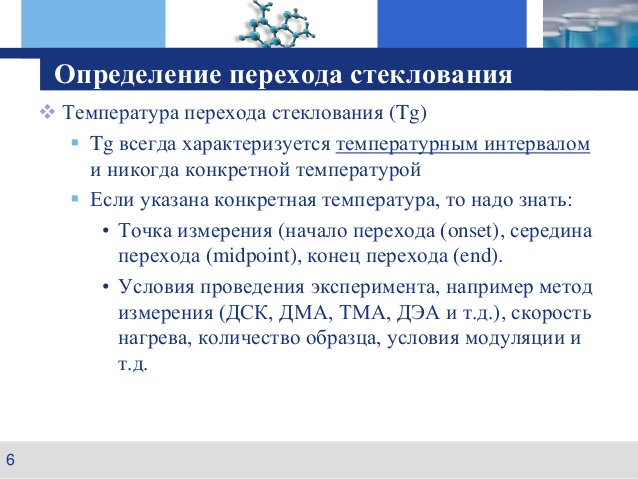 Определение перехода стеклования
❖ Температура перехода стеклования (Tg)
▪ Tg всегда характеризуется температурным интервалом
и никогда конкретной температурой
▪ Если указана конкретная температура, то надо знать:
• Точка измерения (начало перехода (onset), середина
перехода (midpoint), конец перехода (end).
• Условия проведения эксперимента, например метод
измерения (ДСК, ДМА, ТМА, ДЭА и т.д.), скорость
нагрева, количество образца, условия модуляции и
т.д.
6